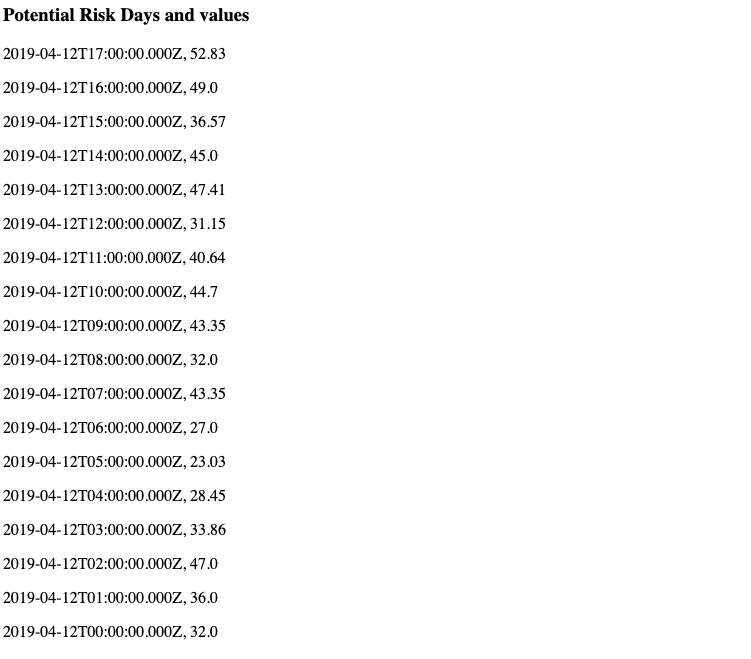 Potential Risk Days and values
2019-04-12T17:00:00.000Z, 52.83
2019-04-12T16:00:00.000Z, 49.0
2019-04-12T15:00:00.000Z, 36.57
2019-04-12T14:00:00.000Z, 45.0
2019-04-12T13:00:00.000Z, 47.41
2019-04-12T12:00:00.000Z, 31.15
2019-04-12T11:00:00.000Z, 40.64
2019-04-12T10:00:00.000Z, 44.7
2019-04-12T09:00:00.000Z, 43.35
2019-04-12T08:00:00.000Z, 32.0
2019-04-12T07:00:00.000Z, 43.35
2019-04-12T06:00:00.000Z, 27.0
2019-04-12T05:00:00.000Z, 23.03
2019-04-12T04:00:00.000Z, 28.45
2019-04-12T03:00:00.000Z, 33.86
2019-04-12T02:00:00.000Z, 47.0
2019-04-12T01:00:00.000Z, 36.0
2019-04-12T00:00:00.000Z, 32.0